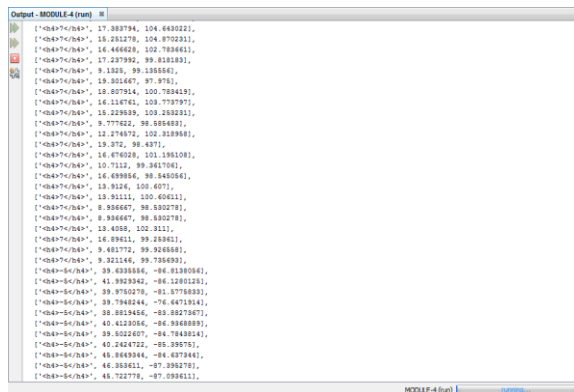 Output - MODULE-4 (run)
['<h4>7</h4>', 17.383794, 104.643022],
['<h4>7</h4>', 15.251278, 104.870231],
['<h4>7</h4>', 16.466628, 102.783661],
['<h4>7</h4>', 17.237992, 99.818183],
['<h4>7</h4>', 9.1325, 99.135556],
['<h4>7</h4>', 19.301667, 97.975],
['<h4>7</h4>', 18.807914, 100.783419],
['<h4>7</h4>', 16.116761, 103.773797],
['<h4>7</h4>', 15.229539, 103.253231],
['<h4>7</h4>', 9.777622, 98.585483],
['<h4>7</h4>', 12.274572, 102.318958],
['<h4>7</h4>', 19.372, 98.437],
['<h4>7</h4>', 16.676028, 101.195108],
['<h4>7</h4>', 10.7112, 99.361706],
['<h4>7</h4>', 16.699856, 98.545056],
['<h4>7</h4>', 13.9126, 100.607],
['<h4>7</h4>', 13.91111, 100.60611],
['<h4>7</h4>', 8.936667, 98.530278],
['<h4>7</h4>', 8.936667, 98.530278],
['<h4>7</h4>', 13.4058, 102.311],
['<h4>7</h4>', 16.89611, 99.25361],
['<h4>7</h4>', 9.481772, 99.926558],
['<h4>7</h4>', 9.321146, 99.735693],
['<h4>-5</h4>', 39.6335556, -86.8138056],
['<h4>-5</h4>', 41.9929342, -86.1280125],
['<h4>-5</h4>', 39.9750278, -81.5775833],
['<h4>-5</h4>', 39.7948244, -76.6471914],
['<h4>-5</h4>', 38.8819456, -83.8827367],
['<h4>-5</h4>', 40.4123056, -86.9368889],
['<h4>-5</h4>', 39.5022607, -84.7843814],
['<h4>-5</h4>', 40.2424722, -85.39575],
['<h4>-5</h4>', 45.8649344, -84.637344],
['<h4>-5</h4>', 46.353611, -87.395278],
['<h4>-5</h4>', 45.722778, -87.093611],
MODULE-4 (run) running...